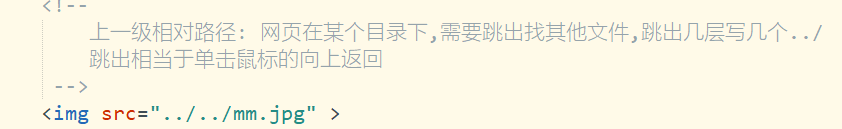 <!--
上一级相对路径: 网页在某个目录下,需要跳出找其他文件,跳出几层写几个../
跳出相当于单击鼠标的向上返回
-->
<img src="../../mm.jpg" >